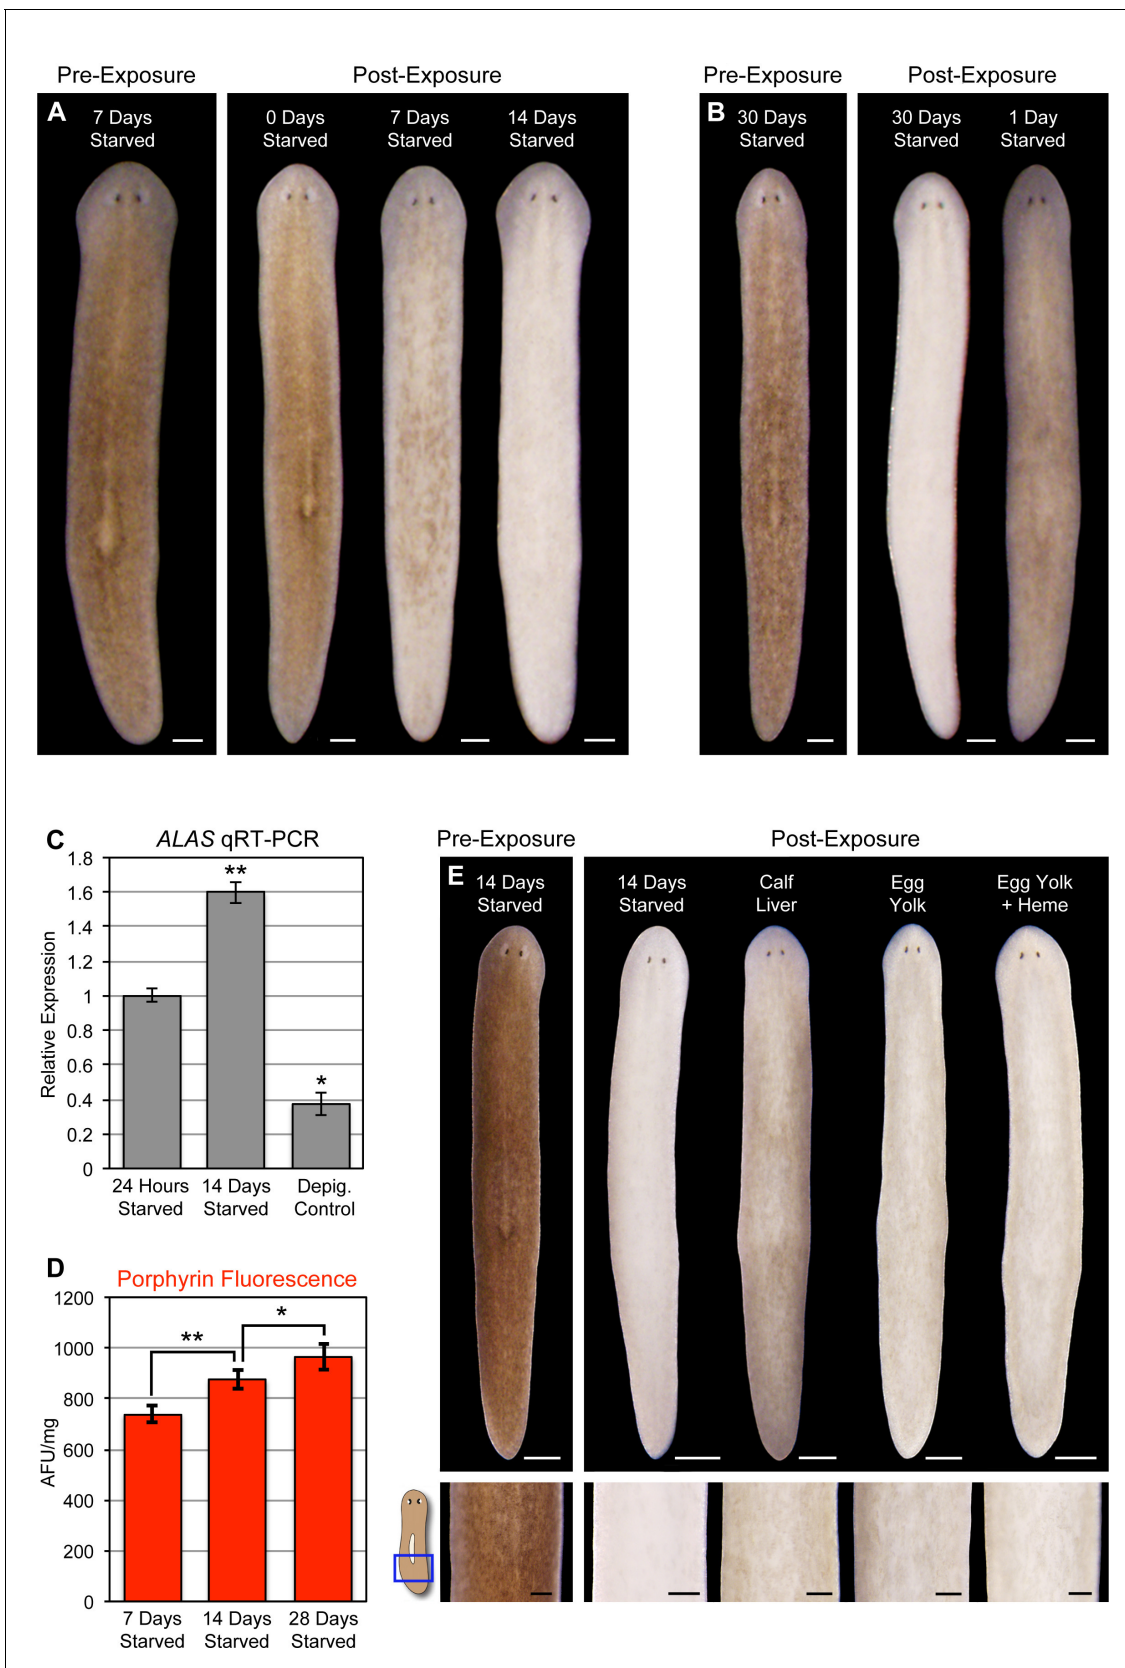 Pre-Exposure
Post-Exposure
A
7 Days
Starved
0 Days
Starved
7 Days
Starved
14 Days
Starved
Pre-Exposure
Post-Exposure
B
30 Days
Starved
30 Days
Starved
1 Day
Starved
C
ALAS qRT-PCR
Relative Expression
1.8
1.6
1.4
1.2
1
0.8
0.6
0.4
0.2
0
**
*
24 Hours
Starved
14 Days
Starved
Depig.
Control
D
Porphyrin Fluorescence
AFU/mg
1200
1000
800
600
400
200
0
**
*
7 Days
Starved
14 Days
Starved
28 Days
Starved
Pre-Exposure
Post-Exposure
E
14 Days
Starved
14 Days
Starved
Calf
Liver
Egg
Yolk
Egg Yolk
+ Heme